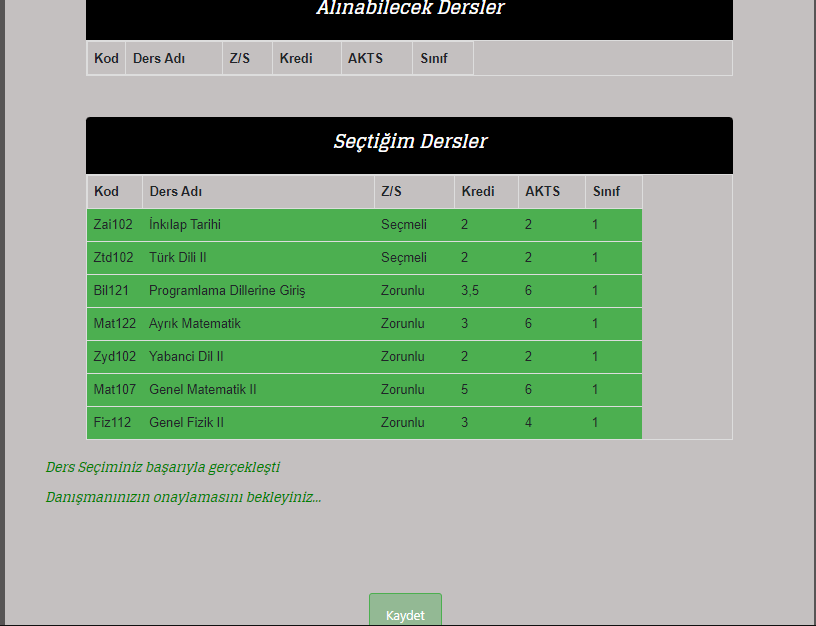 Alınabilecek Dersler
Kod Ders Adı Z/S Kredi AKTS Sınıf
Seçtiğim Dersler
Kod Ders Adı Z/S Kredi AKTS Sınıf
Zai102 İnkılap Tarihi Seçmeli 2 2 1
Ztd102 Türk Dili II Seçmeli 2 2 1
Bil121 Programlama Dillerine Giriş Zorunlu 3,5 6 1
Mat122 Ayrık Matematik Zorunlu 3 6 1
Zyd102 Yabanci Dil II Zorunlu 2 2 1
Mat107 Genel Matematik II Zorunlu 5 6 1
Fiz112 Genel Fizik II Zorunlu 3 4 1
Ders Seçiminiz başarıyla gerçekleşti
Danışmanınızın onaylamasını bekleyiniz...
Kaydet